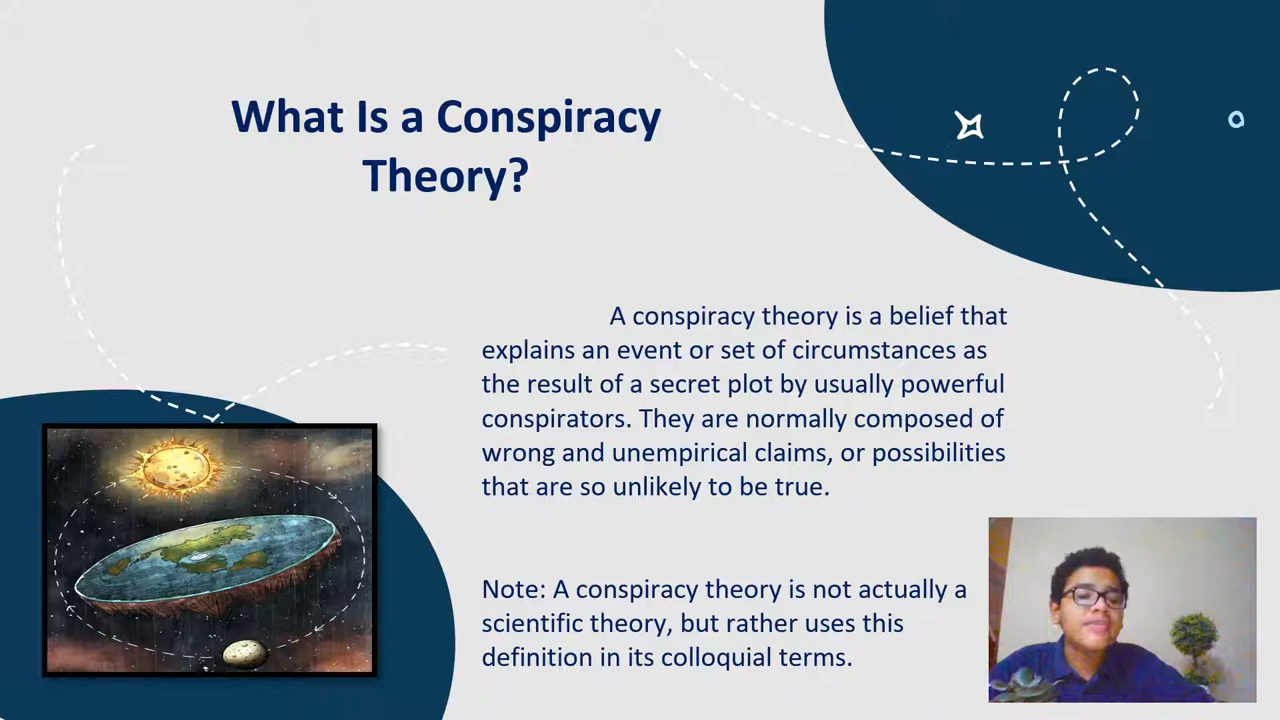 What Is a Conspiracy
Theory?
A conspiracy theory is a belief that
explains an event or set of circumstances as
the result of a secret plot by usually powerful
conspirators. They are normally composed of
wrong and unempirical claims, or possibilities
that are so unlikely to be true.
Note: A conspiracy theory is not actually a
scientific theory, but rather uses this
definition in its colloquial terms.